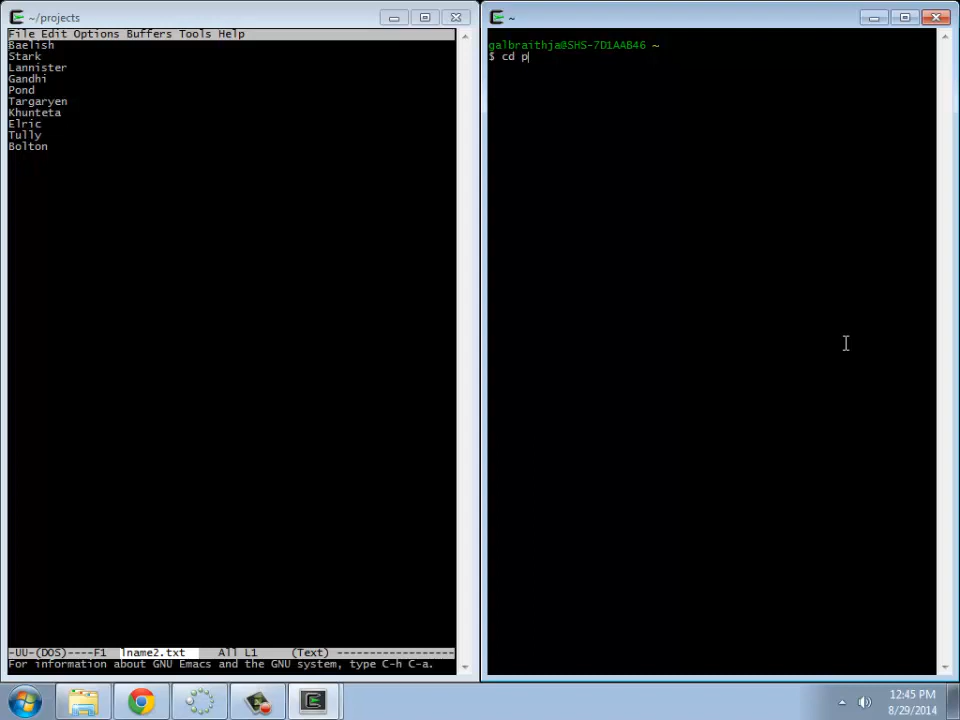 ~/projects
File Edit Options Buffers Tools Help
Baelish
Stark
Lannister
Gandhi
Pond
Targaryen
Khunteta
Elric
Tully
Bolton
-UU-(DOS)----F1 lname2.txt All L1 (Text) ------------------
For information about GNU Emacs and the GNU system, type C-h C-a.
~
galbraithja@SHS-7D1AAB46 ~
$ cd p
12:45 PM
8/29/2014